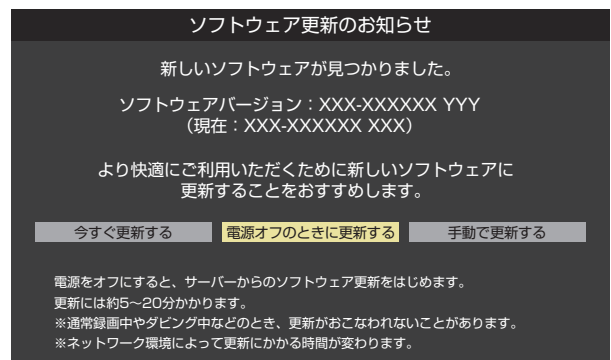 ソフトウェア更新のお知らせ
新しいソフトウェアが見つかりました。
ソフトウェアバージョン：XXX-XXXXXX YYY
（現在：XXX-XXXXXX XXX）
より快適にご利用いただくために新しいソフトウェアに
更新することをおすすめします。
今すぐ更新する 電源オフのときに更新する 手動で更新する
電源をオフにすると、サーバーからのソフトウェア更新をはじめます。
更新には約5～20分かかります。
※通常録画中やダビング中などのとき、更新がおこなわれないことがあります。
※ネットワーク環境によって更新にかかる時間が変わります。